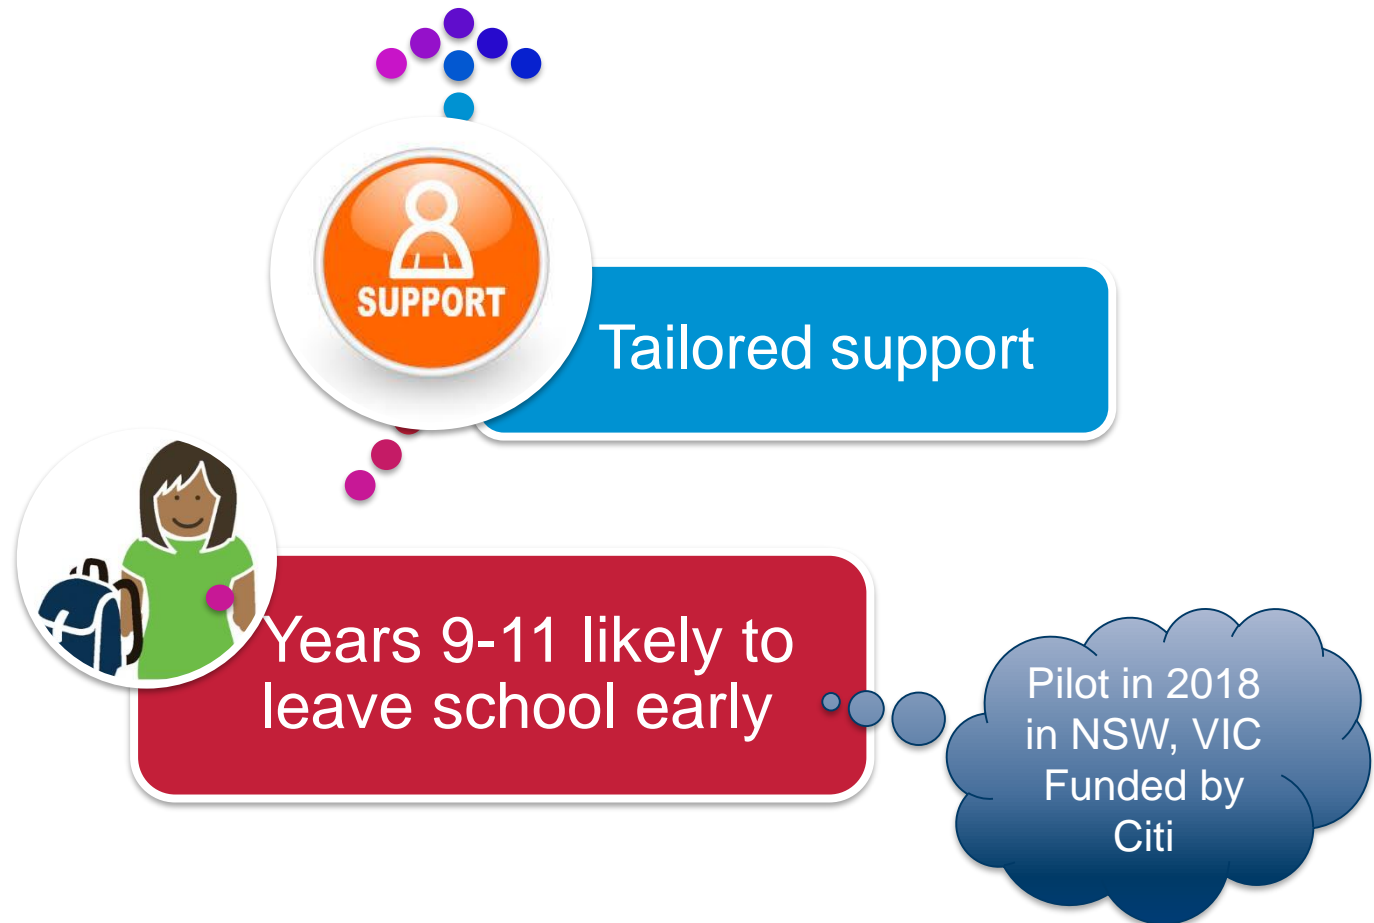 SUPPORT
Tailored support
Years 9-11 likely to
leave school early
Pilot in 2018
in NSW, VIC
Funded by
Citi